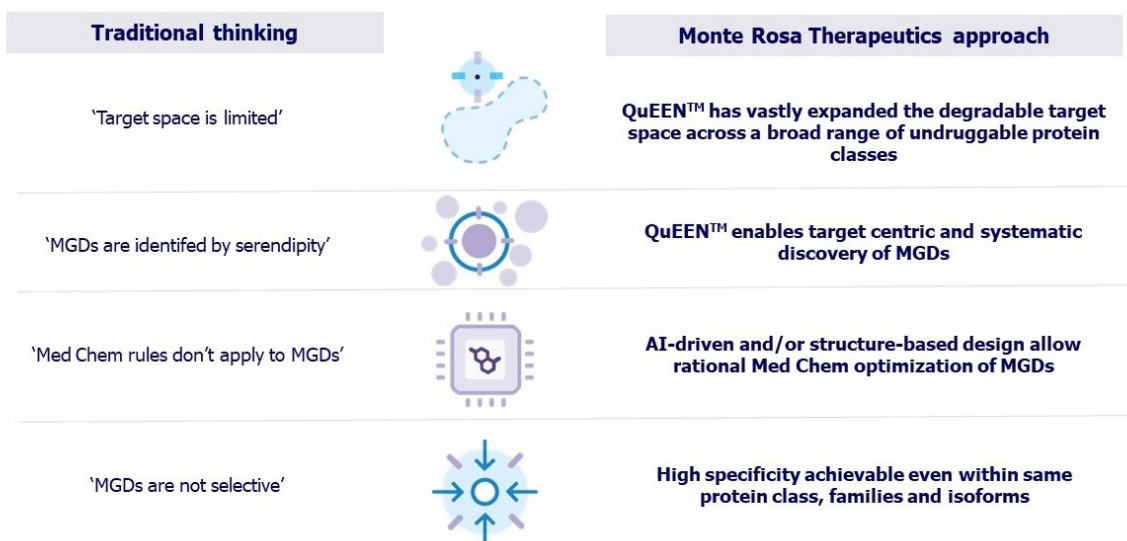 Traditional thinking
Monte Rosa Therapeutics approach
‘Target space is limited’
QuEEN™ has vastly expanded the degradable target
space across a broad range of undruggable protein
classes
‘MGDs are identifed by serendipity’
QuEEN™ enables target centric and systematic
discovery of MGDs
‘Med Chem rules don’t apply to MGDs’
AI-driven and/or structure-based design allow
rational Med Chem optimization of MGDs
‘MGDs are not selective’
High specificity achievable even within same
protein class, families and isoforms